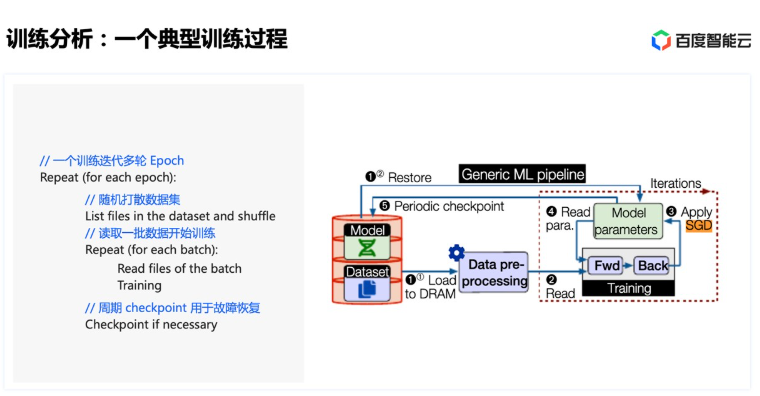 训练分析：一个典型训练过程
百度智能云
// 一个训练迭代多轮 Epoch
Repeat (for each epoch):
// 随机打散数据集
List files in the dataset and shuffle
// 读取一批数据开始训练
Repeat (for each batch):
Read files of the batch
Training
// 周期 checkpoint 用于故障恢复
Checkpoint if necessary
❶② Restore
Generic ML pipeline
Iterations
❺ Periodic checkpoint
Model
Dataset
❶① Load
to DRAM
Data pre-
processing
❷
Read
❹ Read
para.
Model
parameters
❸ Apply
SGD
Fwd
Back
Training